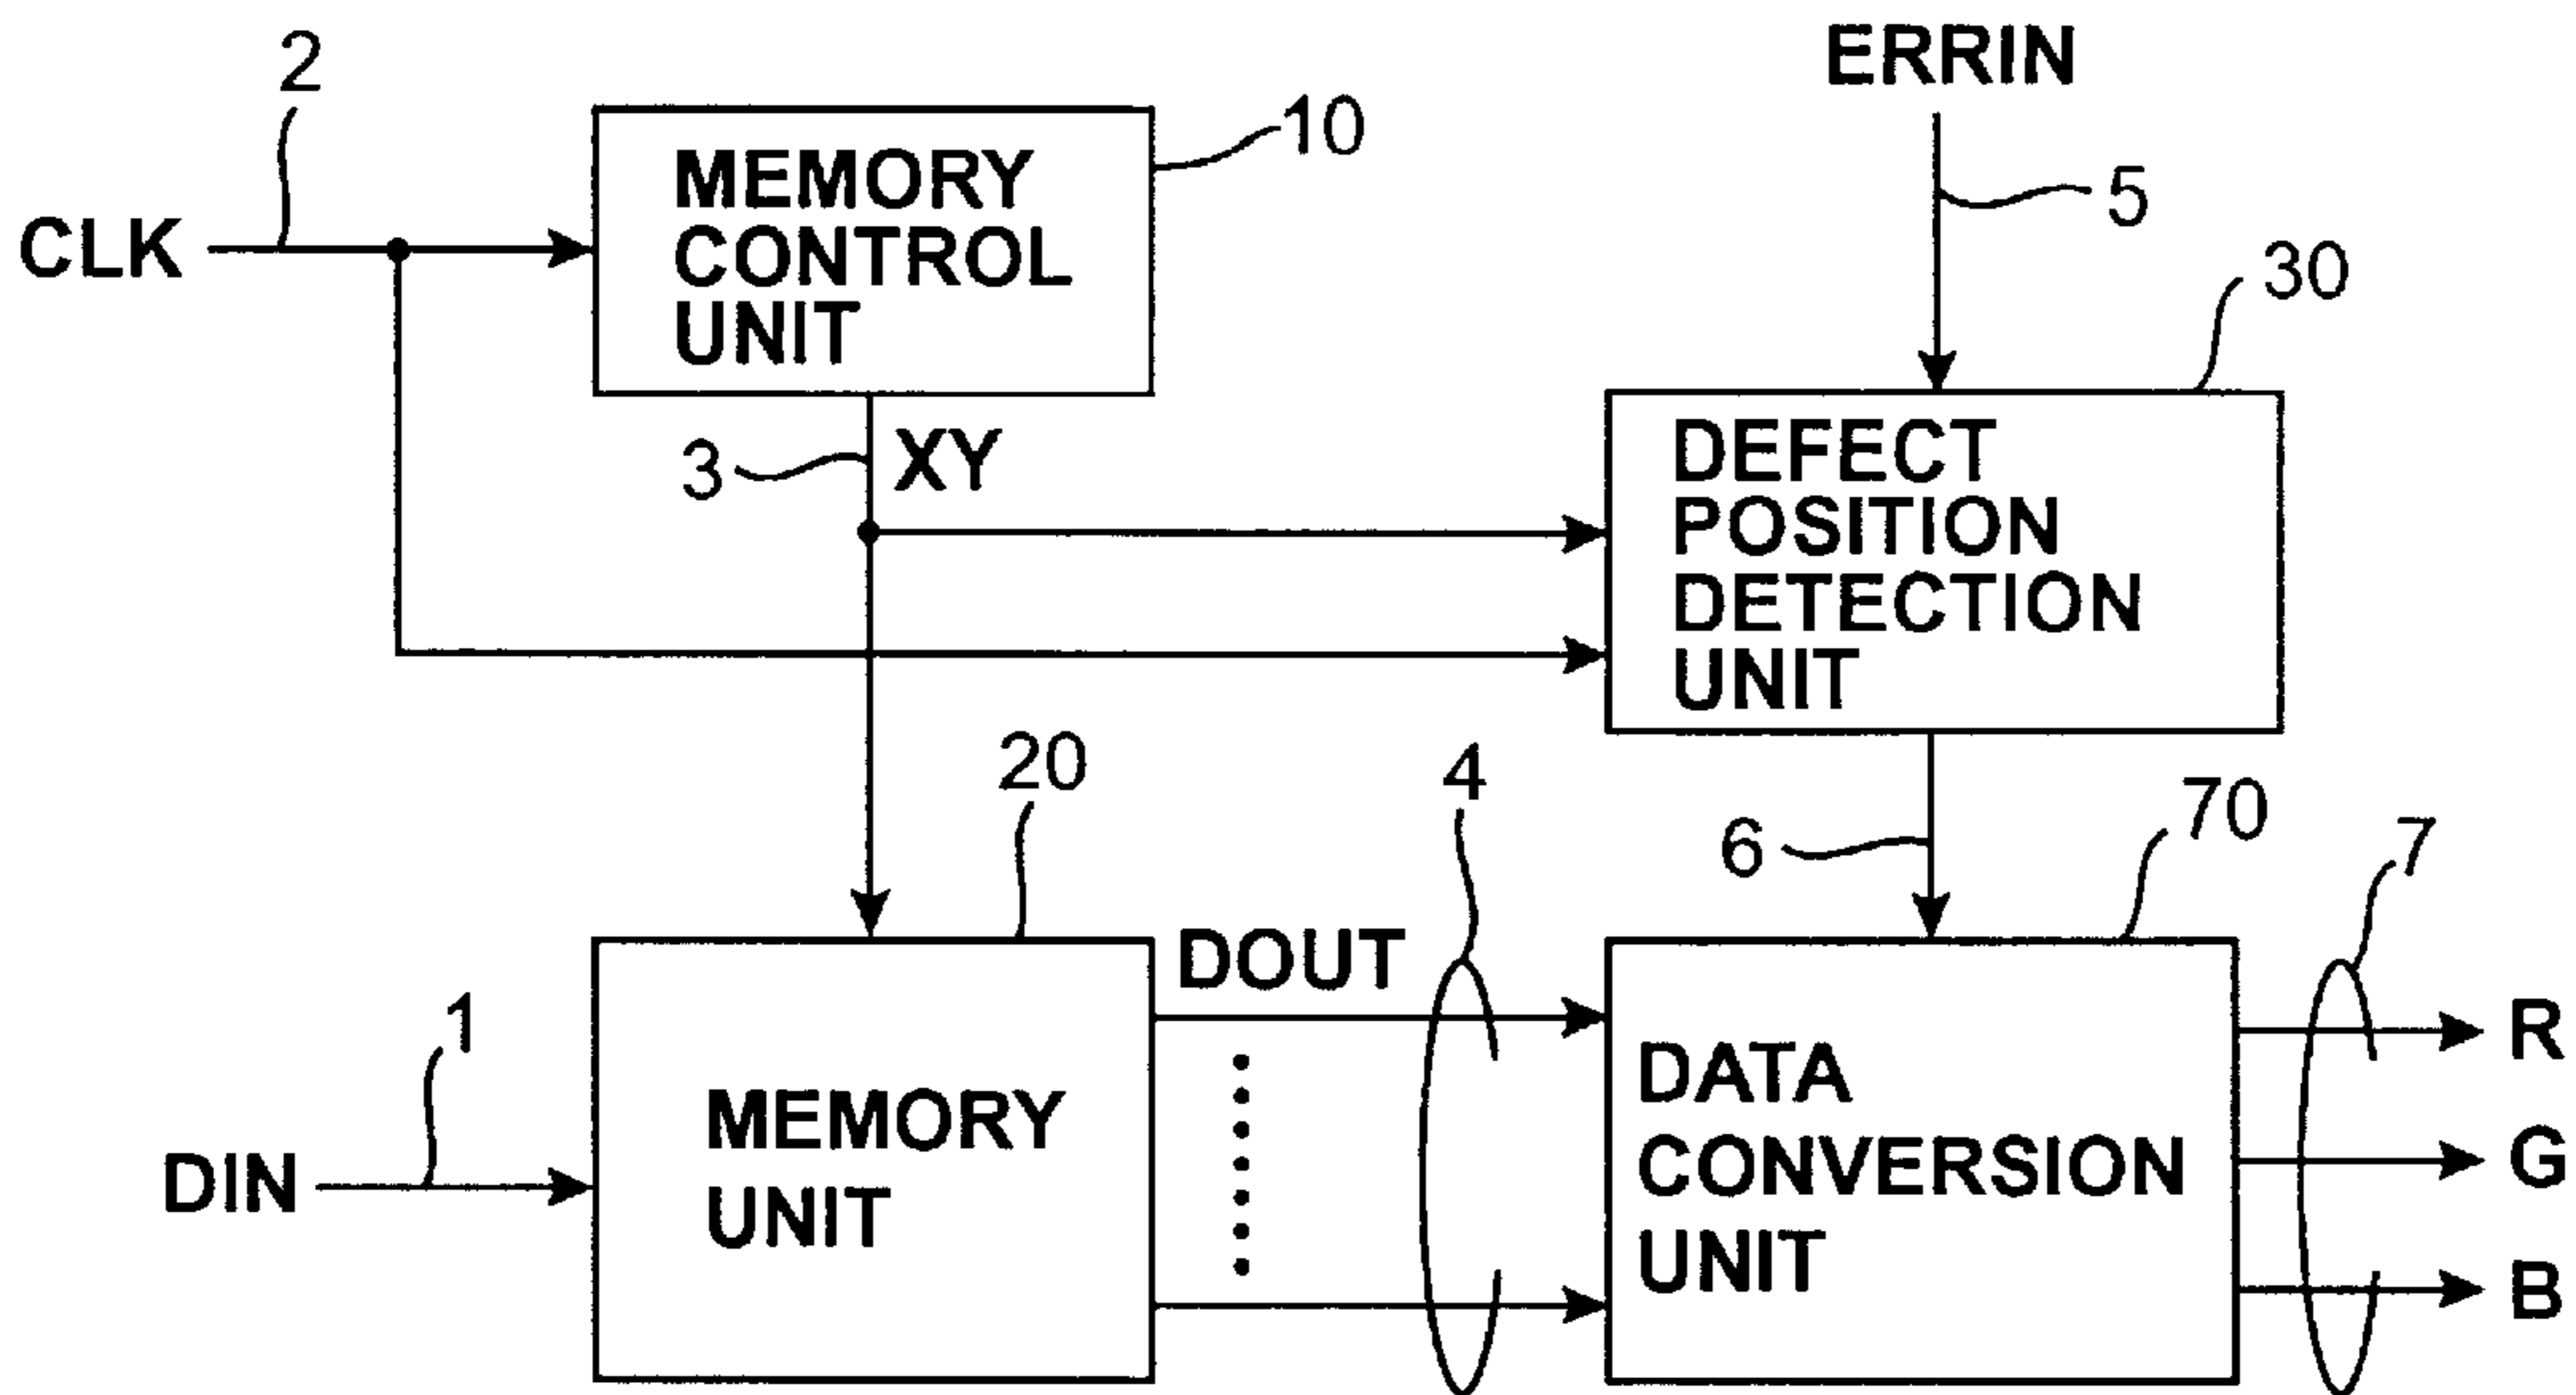 2
ERRIN
10
MEMORY
CONTROL
UNIT
CLK
5
30
3
XY
DEFECT
POSITION
DETECTION
UNIT
20
4
6
70
7
DOUT
1
DIN
MEMORY
UNIT
DATA
CONVERSION
UNIT
R
G
B